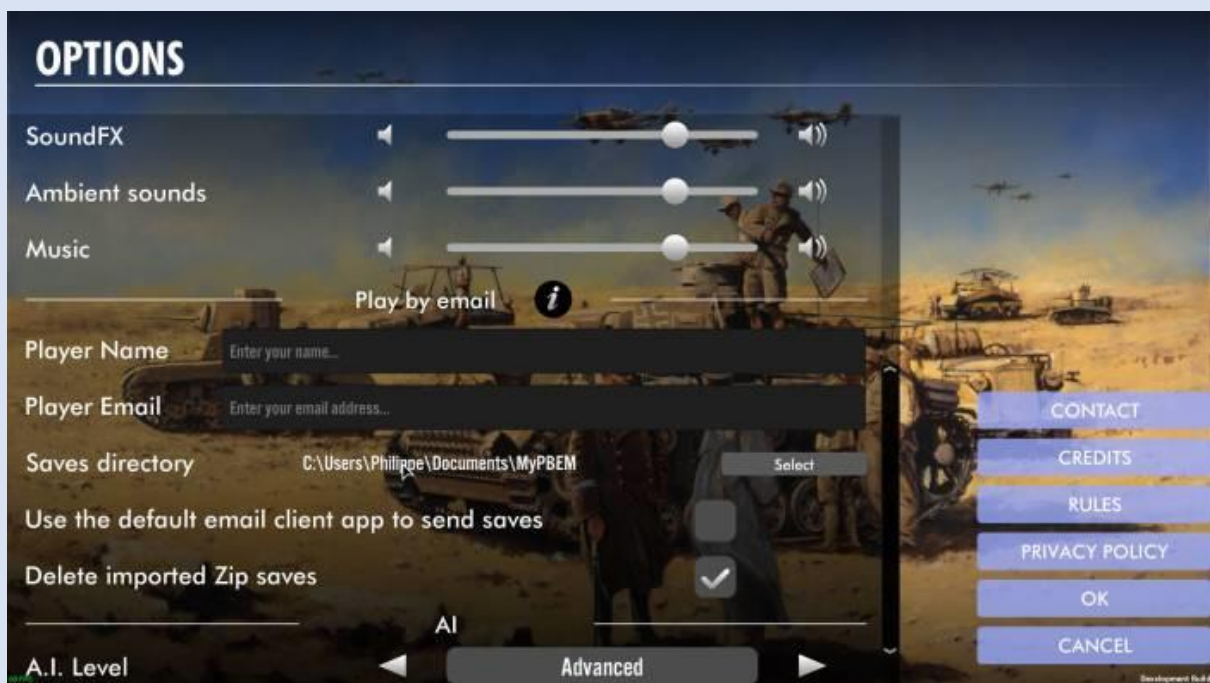 OPTIONS
SoundFX
Ambient sounds
Music
Play by email i
Player Name Enter your name...
Player Email Enter your email address...
CONTACT
Saves directory C:\Users\Philippe\Documents\MyPBEM Select
CREDITS
RULES
Use the default email client app to send saves
PRIVACY POLICY
Delete imported Zip saves
OK
AI
CANCEL
A.I. Level Advanced
Development Build